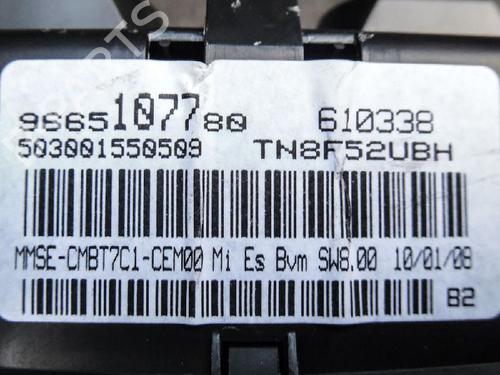 9665107780 610338
503001550509 TN8F52UBH
MMSE-CMBT7C1-CEM00 Mi Es Bvm SW8.00 10/01/08
B2